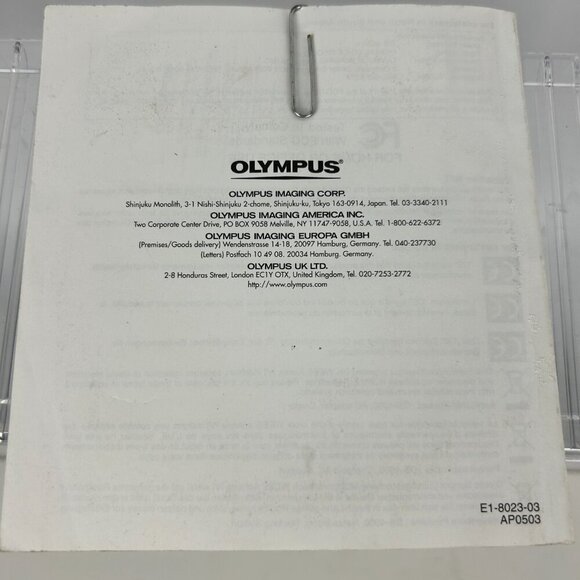 OLYMPUS®
OLYMPUS IMAGING CORP.
Shinjuku Monolith, 3-1 Nishi-Shinjuku 2-chome, Shinjuku-ku, Tokyo 163-0914, Japan. Tel. 03-3340-2111
OLYMPUS IMAGING AMERICA INC.
Two Corporate Center Drive, PO BOX 9058 Melville, NY 11747-9058, U.S.A. Tel. 1-800-622-6372
OLYMPUS IMAGING EUROPA GMBH
(Premises/Goods delivery) Wendenstrasse 14-18, 20097 Hamburg, Germany. Tel. 040-237730
(Letters) Postfach 10 49 08. 20034 Hamburg. Germany.
OLYMPUS UK LTD.
2-8 Honduras Street, London EC1Y OTX, United Kingdom, Tel. 020-7253-2772
http://www.olympus.com
E1-8023-03
AP0503